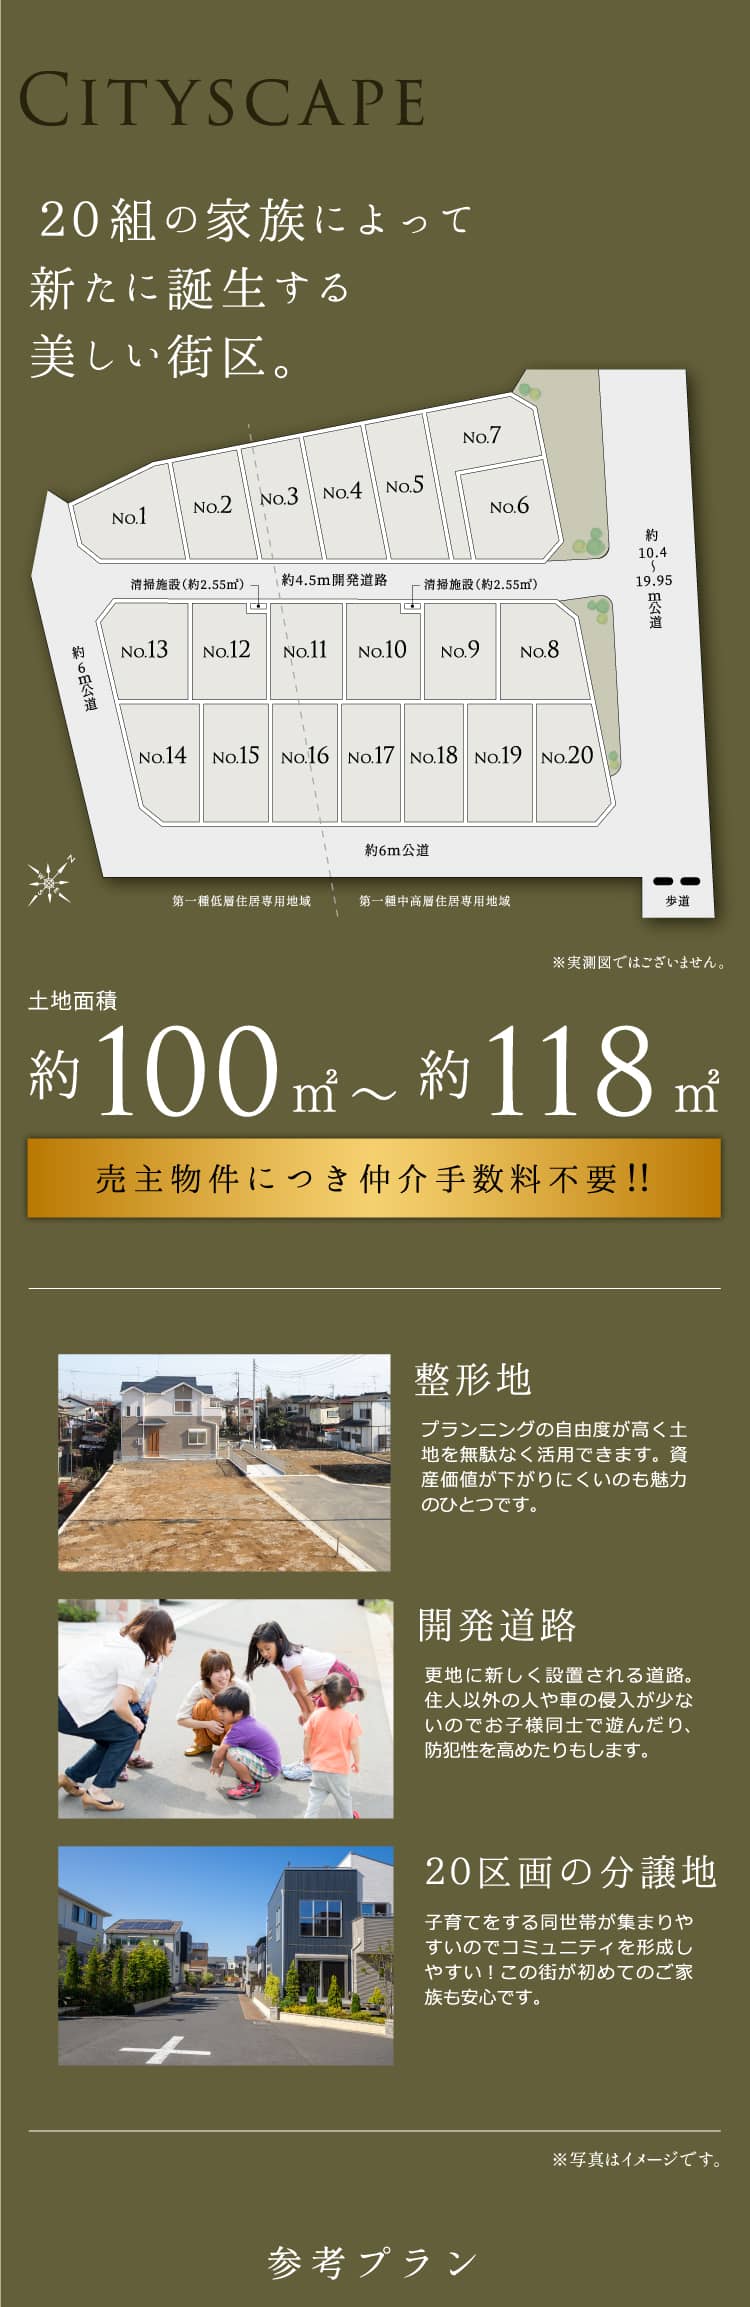 CITYSCAPE
20組の家族によって
新たに誕生する
美しい街区。
No.1
No.2
No.3
No.4
No.5
No.7
No.6
約10.4～19.95m公道
清掃施設(約2.55㎡)
約4.5m開発道路
清掃施設(約2.55㎡)
約6m公道
No.13
No.12
No.11
No.10
No.9
No.8
No.14
No.15
No.16
No.17
No.18
No.19
No.20
約6m公道
N
E
S
W
第一種低層住居専用地域
第一種中高層住居専用地域
歩道
※実測図ではございません。
土地面積
約100㎡～約118㎡
売主物件につき仲介手数料不要!!
整形地
プランニングの自由度が高く土
地を無駄なく活用できます。資
産価値が下がりにくいのも魅力
のひとつです。
開発道路
更地に新しく設置される道路。
住人以外の人や車の侵入が少な
いのでお子様同士で遊んだり、
防犯性を高めたりもします。
20区画の分譲地
子育てをする同世帯が集まりや
すいのでコミュニティを形成し
やすい！この街が初めてのご家
族も安心です。
※写真はイメージです。
参考プラン